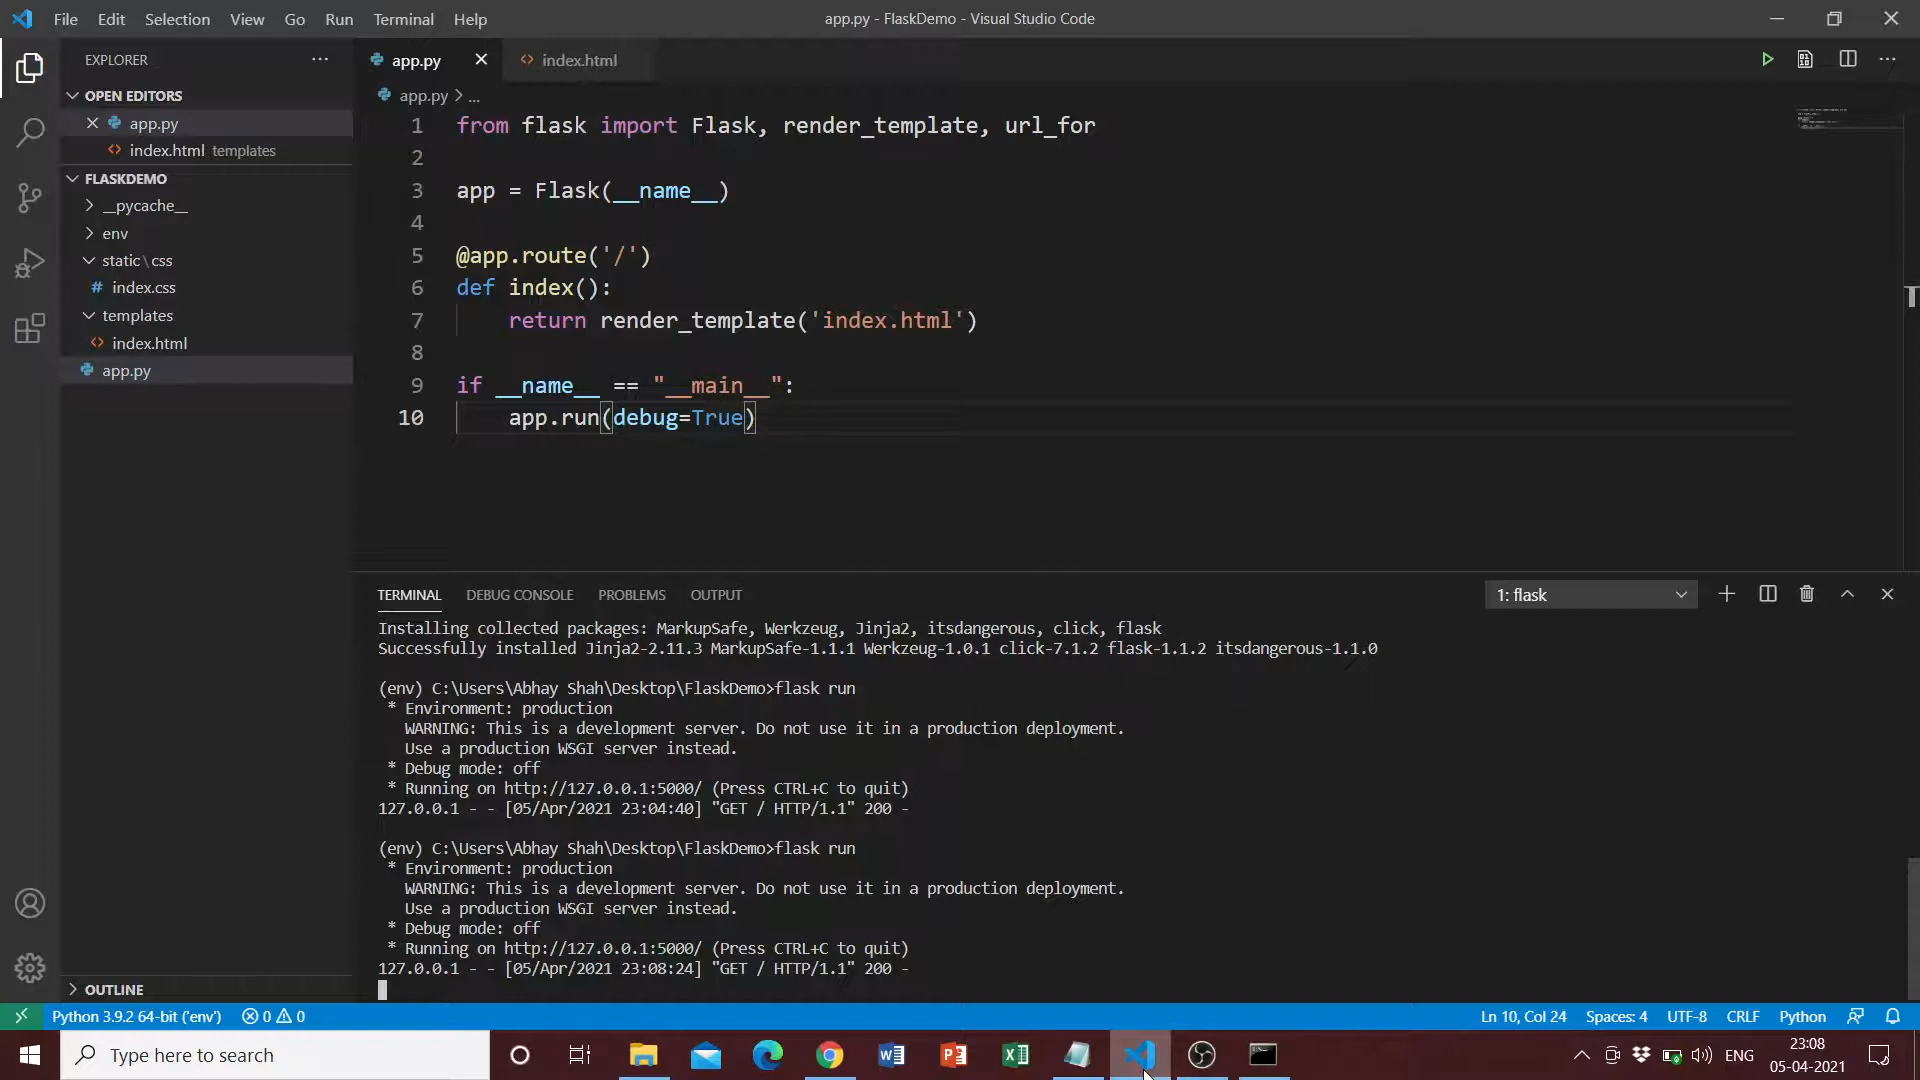 File Edit Selection View Go Run Terminal Help
app.py - FlaskDemo - Visual Studio Code
EXPLORER
OPEN EDITORS
app.py
index.html templates
FLASKDEMO
__pycache__
env
static\css
# index.css
templates
index.html
app.py
OUTLINE
app.py
index.html
app.py > ...
1 from flask import Flask, render_template, url_for
2
3 app = Flask(__name__)
4
5 @app.route('/')
6 def index():
7 return render_template('index.html')
8
9 if __name__ == "__main__":
10 app.run(debug=True)
TERMINAL DEBUG CONSOLE PROBLEMS OUTPUT
1: flask
Installing collected packages: MarkupSafe, Werkzeug, Jinja2, itsdangerous, click, flask
Successfully installed Jinja2-2.11.3 MarkupSafe-1.1.1 Werkzeug-1.0.1 click-7.1.2 flask-1.1.2 itsdangerous-1.1.0
(env) C:\Users\Abhay Shah\Desktop\FlaskDemo>flask run
* Environment: production
WARNING: This is a development server. Do not use it in a production deployment.
Use a production WSGI server instead.
* Debug mode: off
* Running on http://127.0.0.1:5000/ (Press CTRL+C to quit)
127.0.0.1 - - [05/Apr/2021 23:04:40] "GET / HTTP/1.1" 200 -
(env) C:\Users\Abhay Shah\Desktop\FlaskDemo>flask run
* Environment: production
WARNING: This is a development server. Do not use it in a production deployment.
Use a production WSGI server instead.
* Debug mode: off
* Running on http://127.0.0.1:5000/ (Press CTRL+C to quit)
127.0.0.1 - - [05/Apr/2021 23:08:24] "GET / HTTP/1.1" 200 -
Python 3.9.2 64-bit ('env') 0 0
Ln 10, Col 24 Spaces: 4 UTF-8 CRLF Python
Type here to search
ENG
23:08
05-04-2021